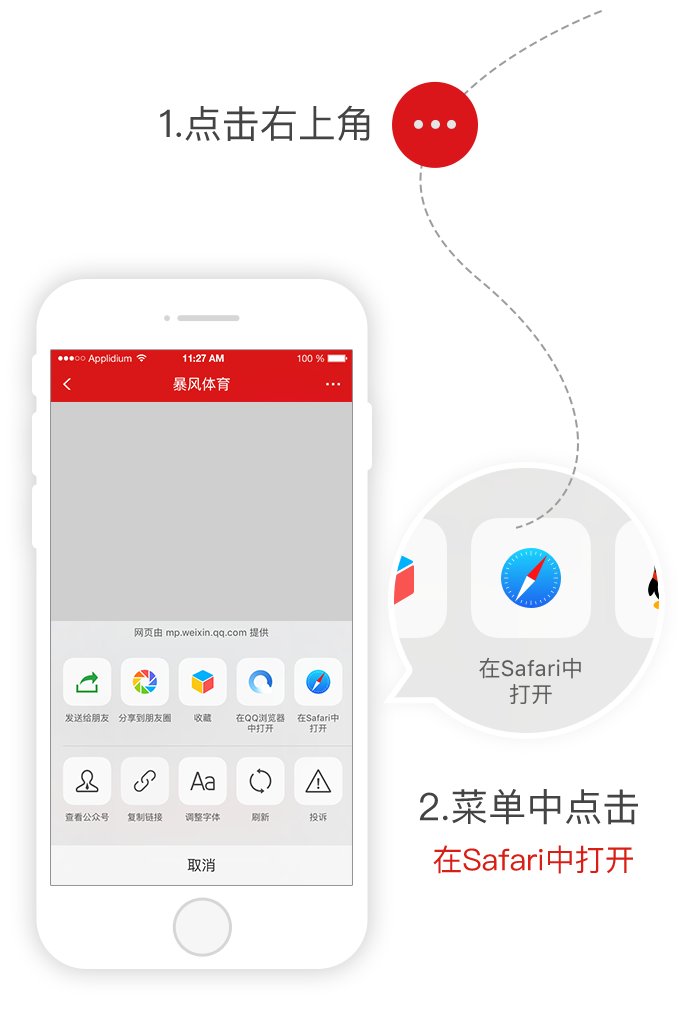 1.点击右上角
Applidium
11:27 AM
100 %
暴风体育
网页由 mp.weixin.qq.com 提供
发送给朋友
分享到朋友圈
收藏
在QQ浏览器
中打开
在Safari中
打开
查看公众号
复制链接
Aa
调整字体
刷新
投诉
取消
在Safari中
打开
2.菜单中点击
在Safari中打开